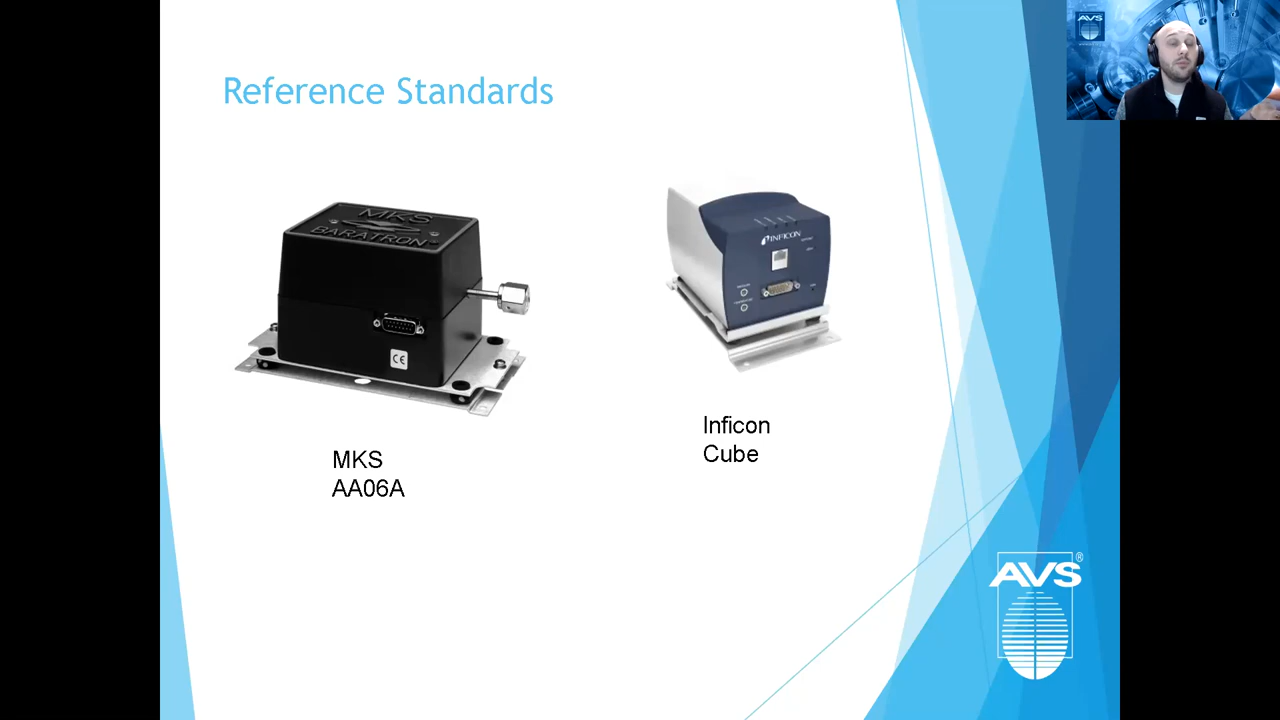 Reference Standards
MKS
BARATRON
CE
INFICON
MKS
AA06A
Inficon
Cube
AVS®
AVS